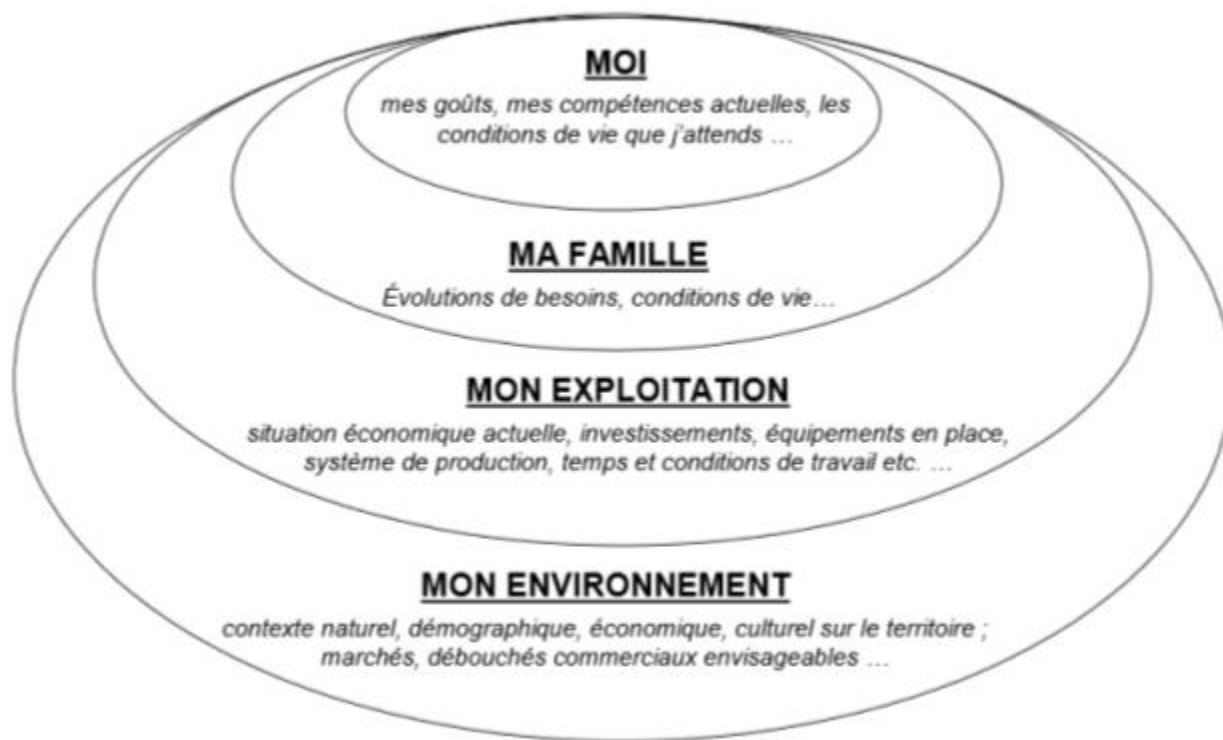 MOI
mes goûts, mes compétences actuelles, les
conditions de vie que j'attends …
MA FAMILLE
Évolutions de besoins, conditions de vie…
MON EXPLOITATION
situation économique actuelle, investissements, équipements en place,
système de production, temps et conditions de travail etc. …
MON ENVIRONNEMENT
contexte naturel, démographique, économique, culturel sur le territoire ;
marchés, débouchés commerciaux envisageables …